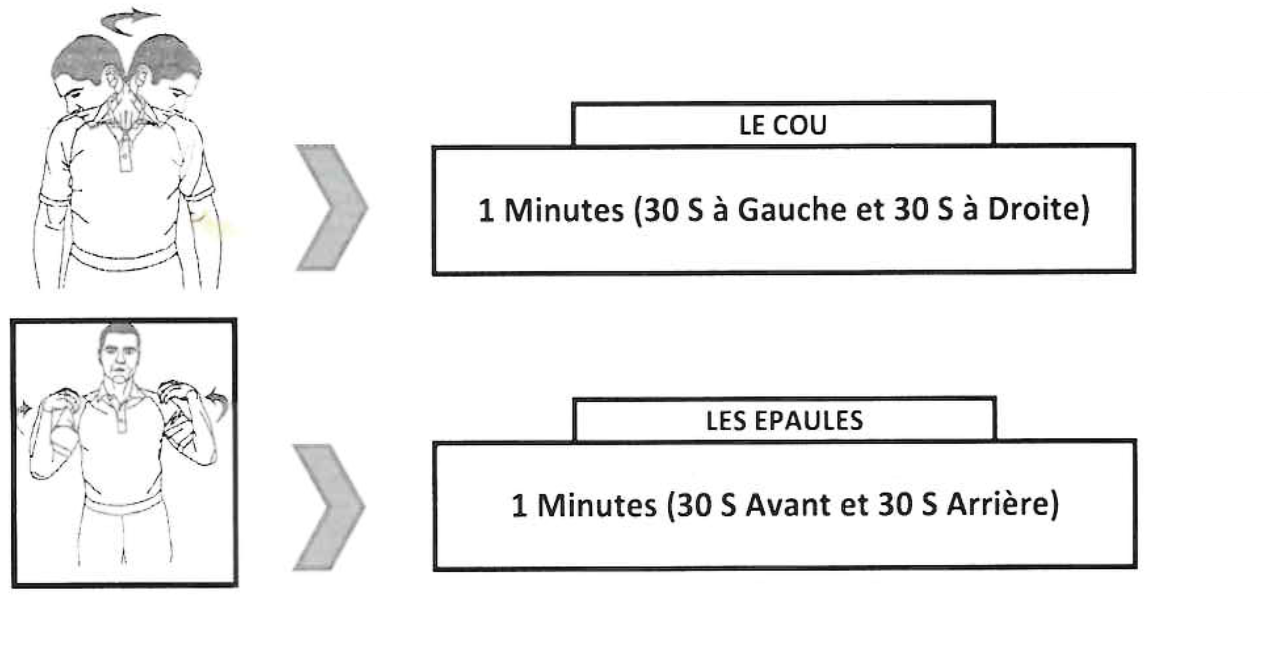 LE COU
1 Minutes (30 S à Gauche et 30 S à Droite)
LES EPAULES
1 Minutes (30 S Avant et 30 S Arrière)